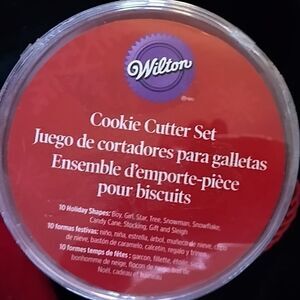 Wilton
Cookie Cutter Set
Juego de cortadores para galletas
Ensemble d'emporte-pièce
pour biscuits
10 Holiday Shapes: Boy, Girl, Star, Tree, Snowman, Snowflake,
Candy Cane, Stocking, Gift and Sleigh
10 formas festivas: niño, niña, estrella, árbol, muñeco de nieve,
de nieve, bastón de caramelo, calcetín, regalo y trineo
10 formes temps de fêtes: garçon, fillette, étoile,
bonhomme de neige, flocon de neige, de
Noël, cadeau et traîneau